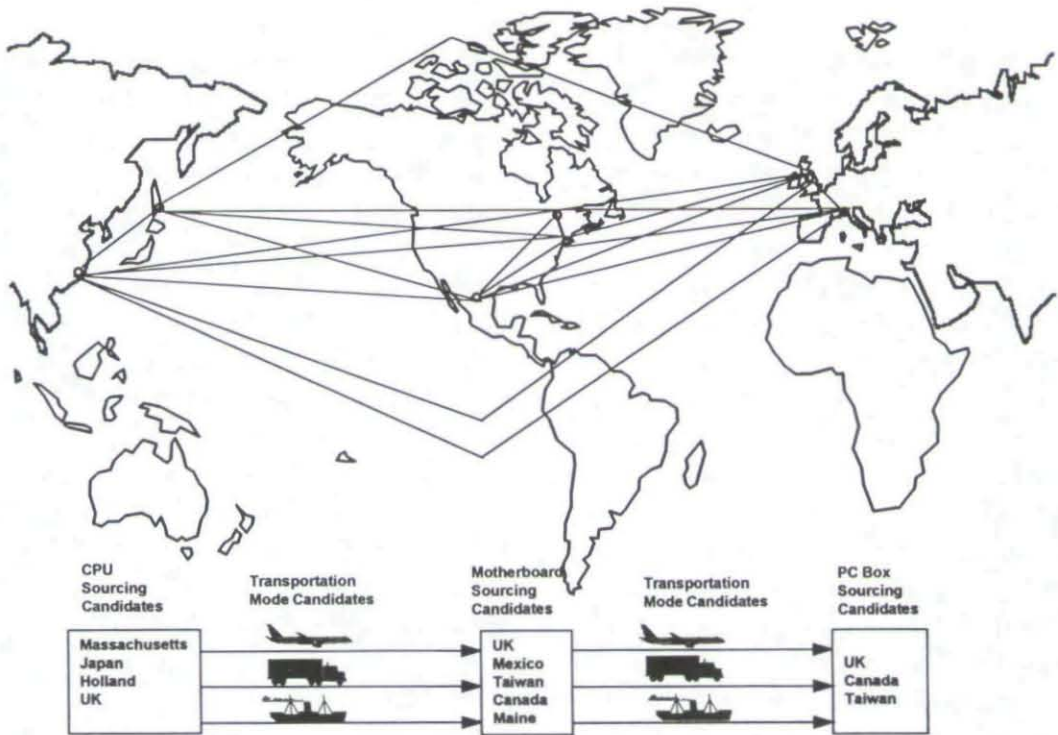 CPU
Sourcing
Candidates
Transportation
Mode Candidates
Motherboard
Sourcing
Candidates
Transportation
Mode Candidates
PC Box
Sourcing
Candidates
Massachusetts
Japan
Holland
UK
UK
Mexico
Taiwan
Canada
Maine
UK
Canada
Taiwan